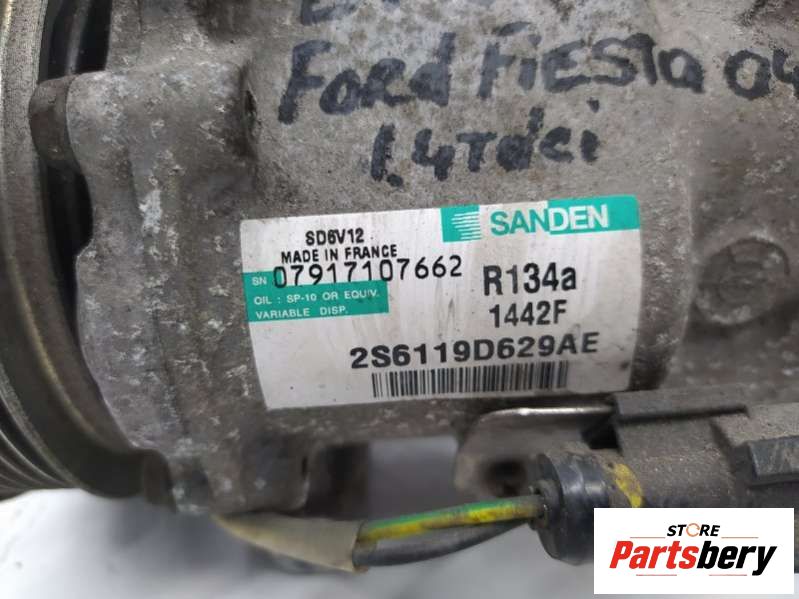 FORD FIESTA 04
1.4TDCi
SANDEN
SD6V12
MADE IN FRANCE
SN 07917107662
R134a
OIL : SP-10 OR EQUIV.
VARIABLE DISP.
1442F
2S6119D629AE
STORE
Partsbery